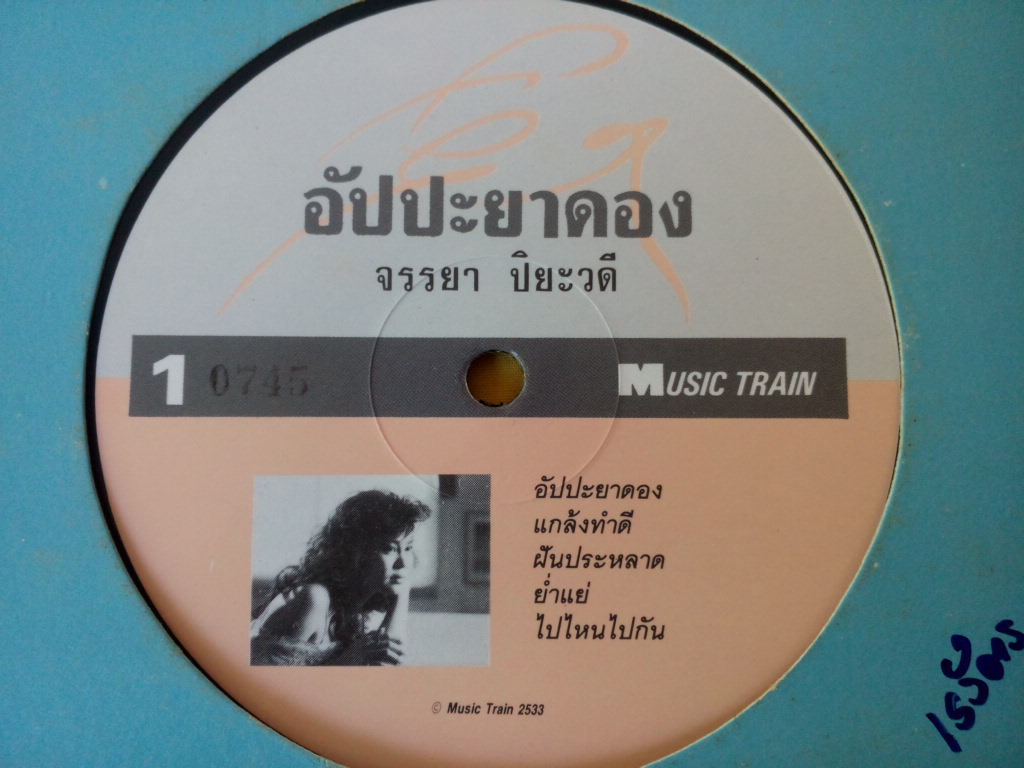 อัปปะยาดอง
จรรยา ปิยะวดี
1 0745 MUSIC TRAIN
อัปปะยาดอง
แกล้งทำดี
ฝันประหลาด
ย่ำแย่
ไปไหนไปกัน
© Music Train 2533